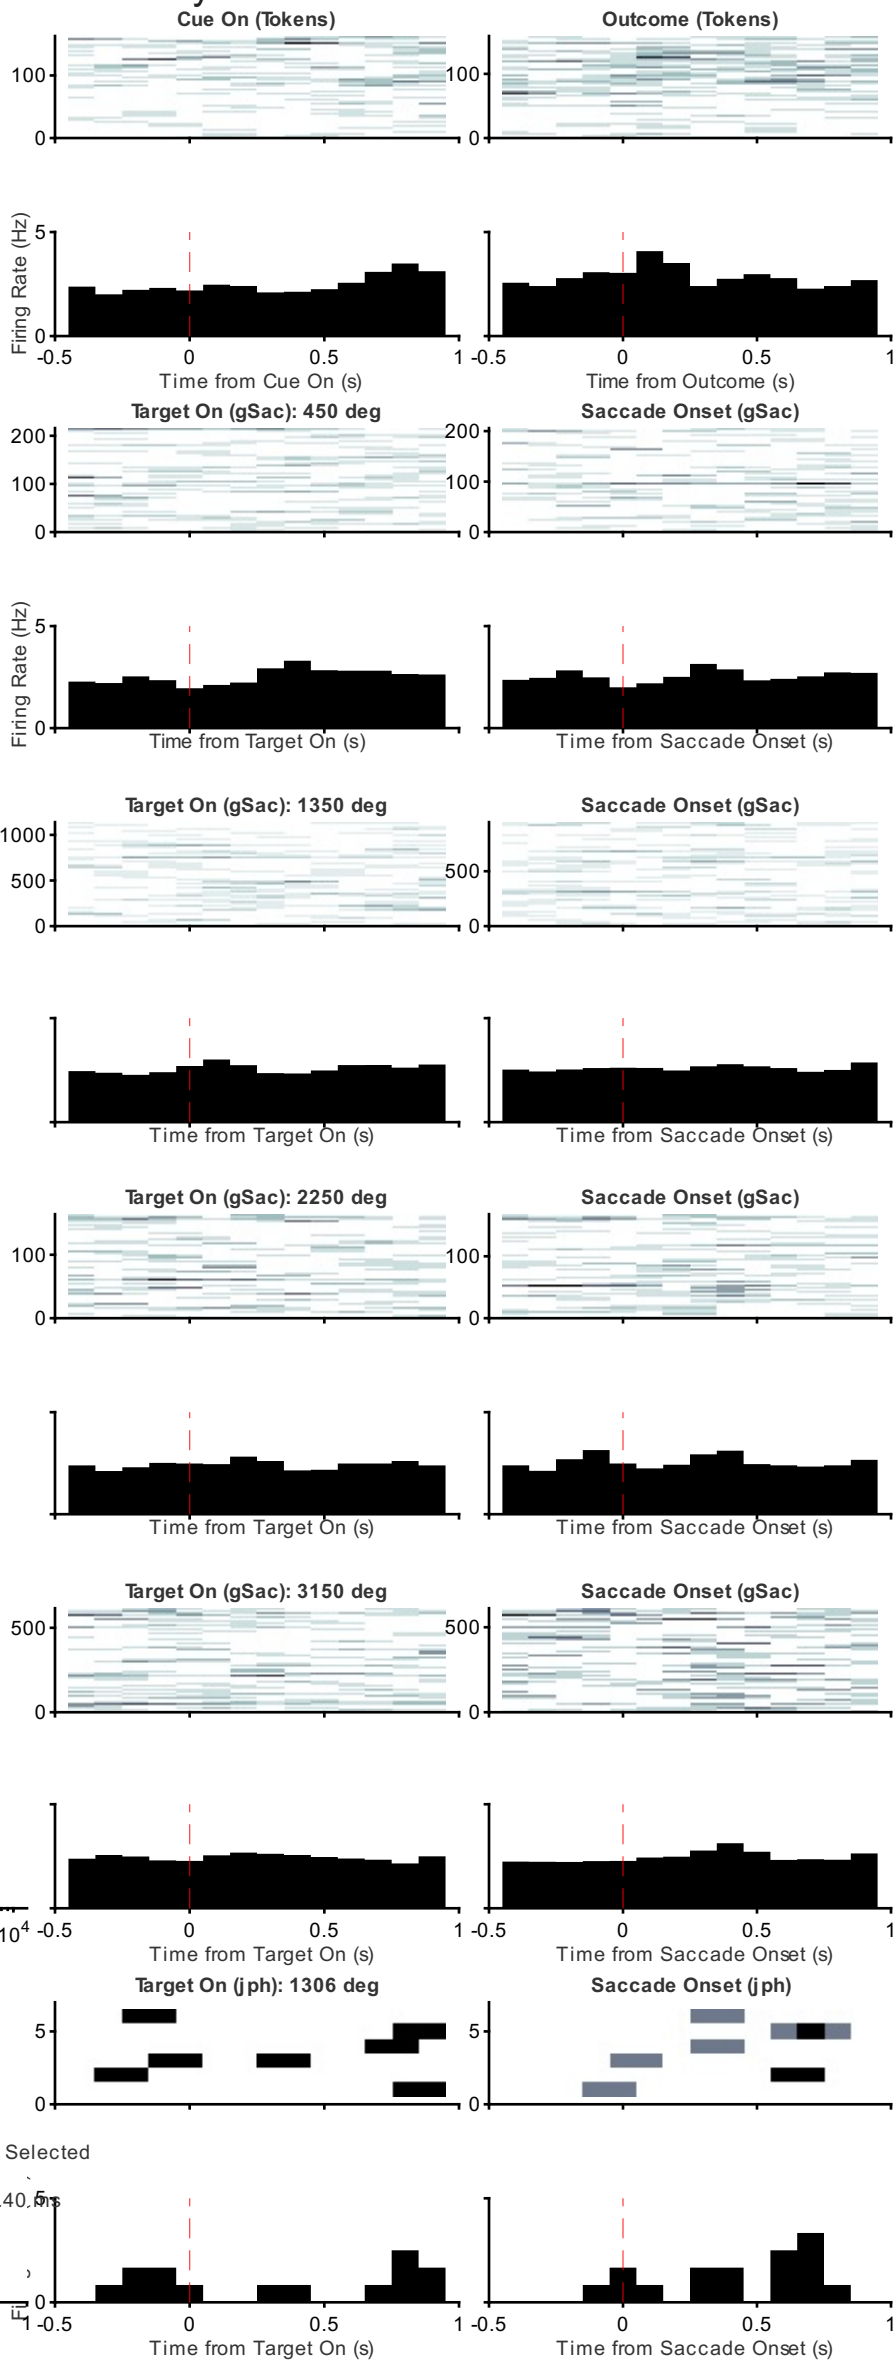 Cue On (Tokens)
Outcome (Tokens)
100
0
100
0
Firing Rate (Hz)
5
0
-0.5 0 0.5 1
-0.5 0 0.5 1
Time from Cue On (s)
Time from Outcome (s)
Target On (gSac): 450 deg
Saccade Onset (gSac)
200
100
0
200
100
0
Firing Rate (Hz)
5
0
Time from Target On (s)
Time from Saccade Onset (s)
Target On (gSac): 1350 deg
Saccade Onset (gSac)
1000
500
0
500
0
Time from Target On (s)
Time from Saccade Onset (s)
Target On (gSac): 2250 deg
Saccade Onset (gSac)
100
0
100
0
Time from Target On (s)
Time from Saccade Onset (s)
Target On (gSac): 3150 deg
Saccade Onset (gSac)
500
0
500
0
10⁴
-0.5 0 0.5 1
-0.5 0 0.5 1
Time from Target On (s)
Time from Saccade Onset (s)
Target On (jph): 1306 deg
Saccade Onset (jph)
5
0
5
0
Selected
.40 ms
5
0
1
-0.5 0 0.5 1
-0.5 0 0.5 1
Time from Target On (s)
Time from Saccade Onset (s)